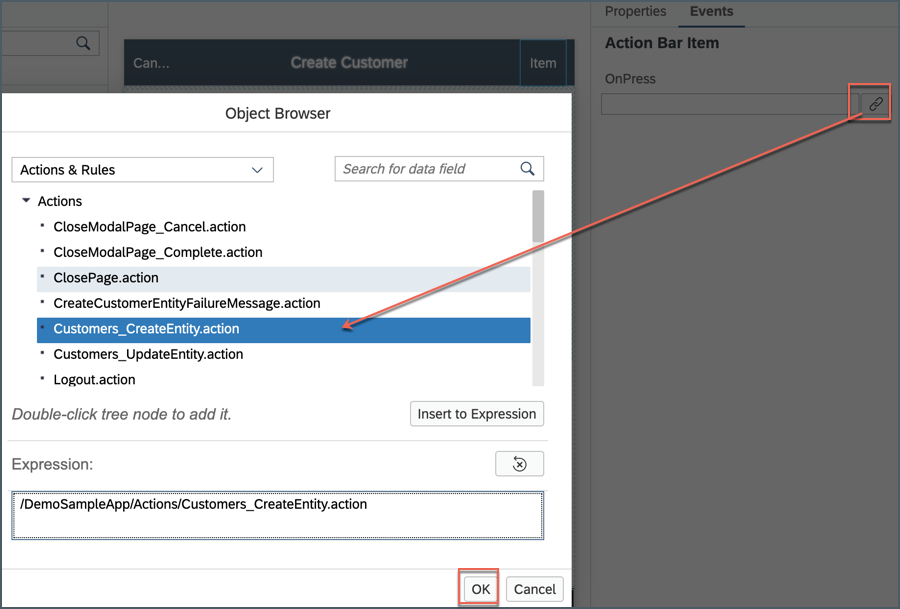 Properties
Events
Action Bar Item
OnPress
Can...
Create Customer
Item
Object Browser
Actions & Rules
Search for data field
Actions
CloseModalPage_Cancel.action
CloseModalPage_Complete.action
ClosePage.action
CreateCustomerEntityFailureMessage.action
Customers_CreateEntity.action
Customers_UpdateEntity.action
Logout.action
Double-click tree node to add it.
Insert to Expression
Expression:
/DemoSampleApp/Actions/Customers_CreateEntity.action
OK
Cancel